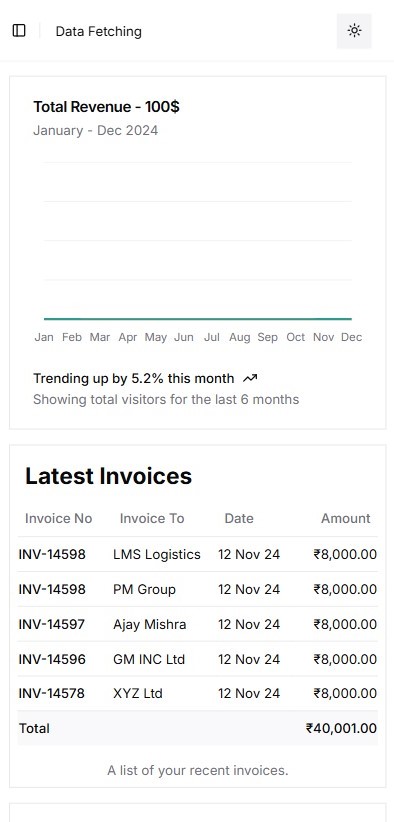 Data Fetching
Total Revenue - 100$
January - Dec 2024
Jan Feb Mar Apr May Jun Jul Aug Sep Oct Nov Dec
Trending up by 5.2% this month
Showing total visitors for the last 6 months
Latest Invoices
Invoice No Invoice To Date Amount
INV-14598 LMS Logistics 12 Nov 24 ₹8,000.00
INV-14598 PM Group 12 Nov 24 ₹8,000.00
INV-14597 Ajay Mishra 12 Nov 24 ₹8,000.00
INV-14596 GM INC Ltd 12 Nov 24 ₹8,000.00
INV-14578 XYZ Ltd 12 Nov 24 ₹8,000.00
Total ₹40,001.00
A list of your recent invoices.